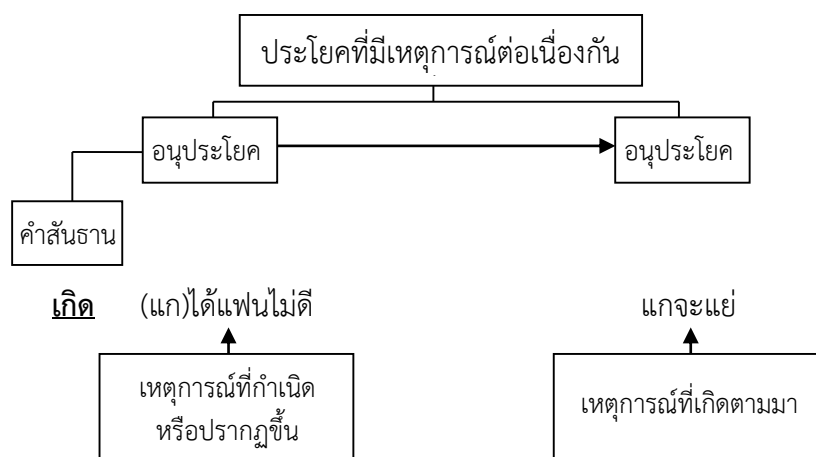 ประโยคที่มีเหตุการณ์ต่อเนื่องกัน
อนุประโยค
อนุประโยค
คำสันธาน
เกิด (แก)ได้แฟนไม่ดี แกจะแย่
เหตุการณ์ที่กำเนิด
หรือปรากฏขึ้น
เหตุการณ์ที่เกิดตามมา